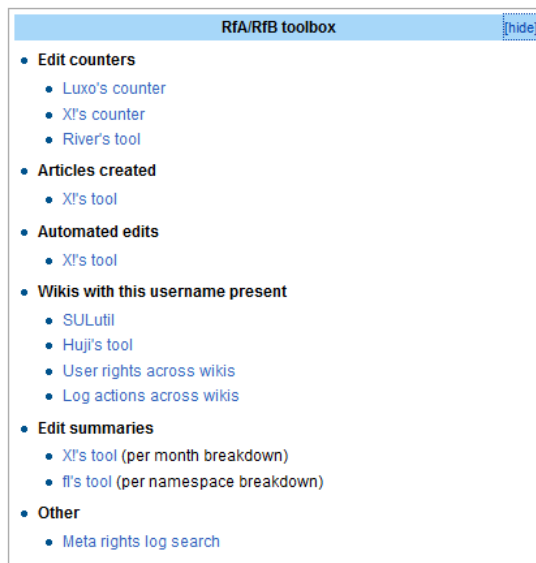 RfA/RfB toolbox [hide]
Edit counters
Luxo's counter
X!'s counter
River's tool
Articles created
X!'s tool
Automated edits
X!'s tool
Wikis with this username present
SULutil
Huji's tool
User rights across wikis
Log actions across wikis
Edit summaries
X!'s tool (per month breakdown)
fl's tool (per namespace breakdown)
Other
Meta rights log search